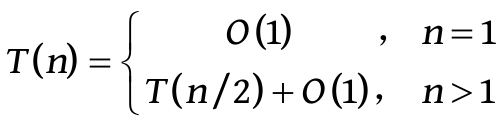 T(n) = { O(1) , n = 1
T(n/2) + O(1) , n > 1